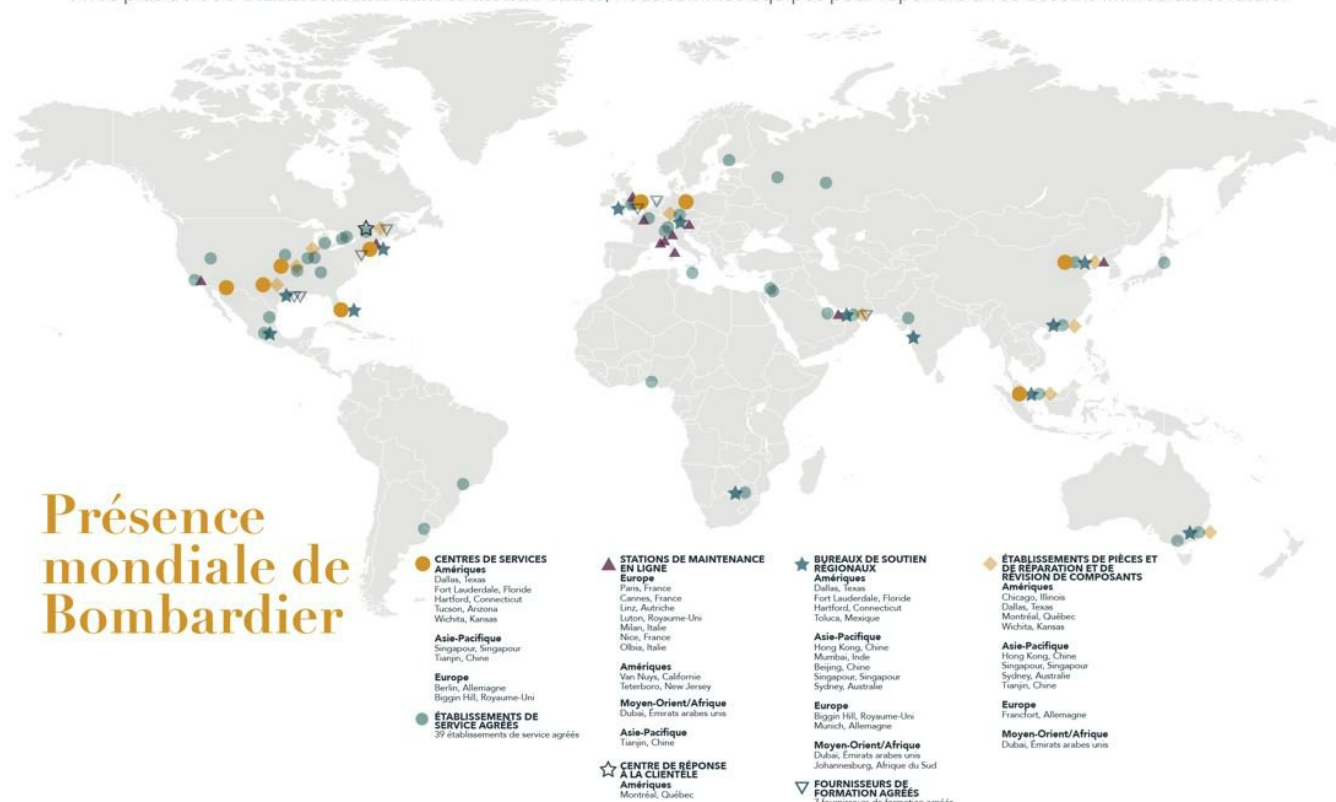 Présence
mondiale de
Bombardier
CENTRES DE SERVICES
Amériques
Dallas, Texas
Fort Lauderdale, Floride
Hartford, Connecticut
Tucson, Arizona
Wichita, Kansas
Asie-Pacifique
Singapour, Singapour
Tianjin, Chine
Europe
Berlin, Allemagne
Biggin Hill, Royaume-Uni
ÉTABLISSEMENTS DE
SERVICE AGRÉÉS
39 établissements de service agréés
STATIONS DE MAINTENANCE
EN LIGNE
Europe
Paris, France
Cannes, France
Linz, Autriche
Luton, Royaume-Uni
Milan, Italie
Nice, France
Olbia, Italie
Amériques
Van Nuys, Californie
Teterboro, New Jersey
Moyen-Orient/Afrique
Dubai, Émirats arabes unis
Asie-Pacifique
Tianjin, Chine
CENTRE DE RÉPONSE
À LA CLIENTÈLE
Amériques
Montréal, Québec
BUREAUX DE SOUTIEN
RÉGIONAUX
Amériques
Dallas, Texas
Fort Lauderdale, Floride
Hartford, Connecticut
Toluca, Mexique
Asie-Pacifique
Hong Kong, Chine
Mumbai, Inde
Beijing, Chine
Singapour, Singapour
Sydney, Australie
Europe
Biggin Hill, Royaume-Uni
Munich, Allemagne
Moyen-Orient/Afrique
Dubai, Émirats arabes unis
Johannesburg, Afrique du Sud
FOURNISSEURS DE
FORMATION AGRÉÉS
7 fournisseurs de formation agréés
ÉTABLISSEMENTS DE PIÈCES ET
DE RÉPARATION ET DE
RÉVISION DE COMPOSANTS
Amériques
Chicago, Illinois
Dallas, Texas
Montréal, Québec
Wichita, Kansas
Asie-Pacifique
Hong Kong, Chine
Singapour, Singapour
Sydney, Australie
Tianjin, Chine
Europe
Francfort, Allemagne
Moyen-Orient/Afrique
Dubai, Émirats arabes unis